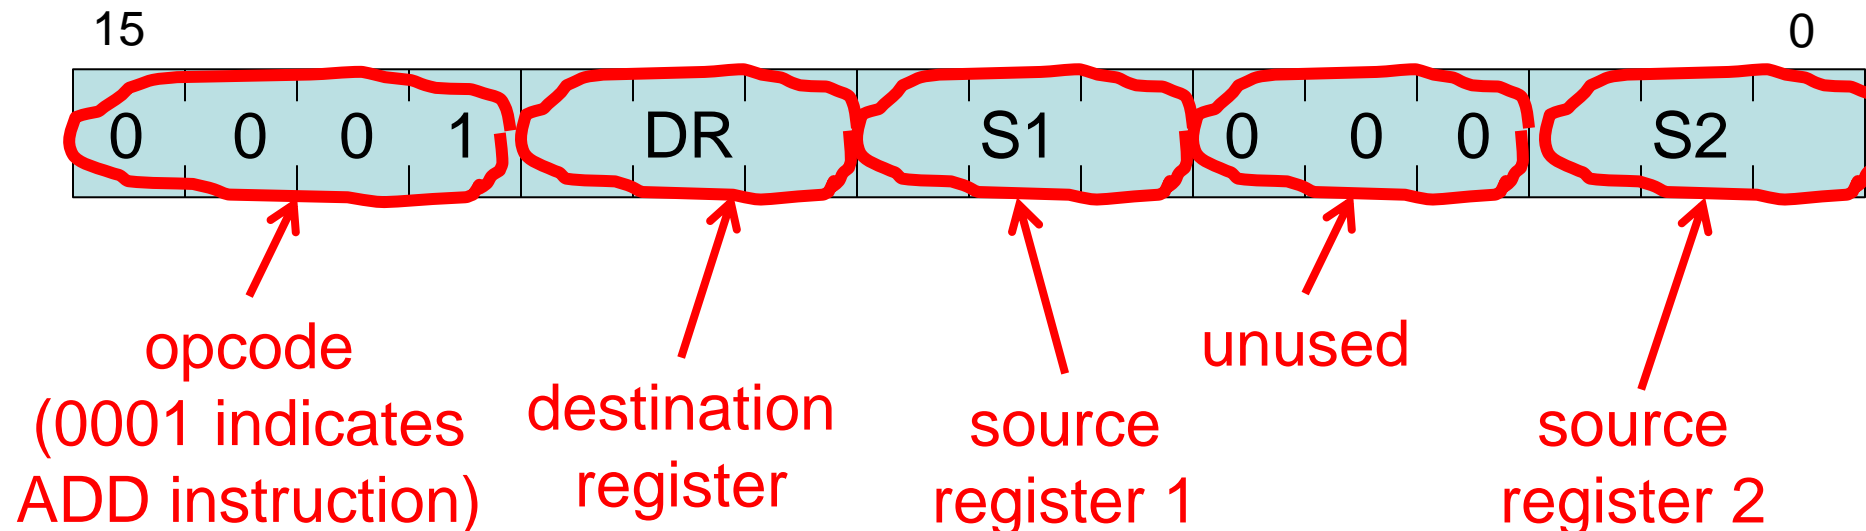 15 0
0 0 0 1 DR S1 0 0 0 S2
opcode
(0001 indicates
ADD instruction)
destination
register
source
register 1
unused
source
register 2